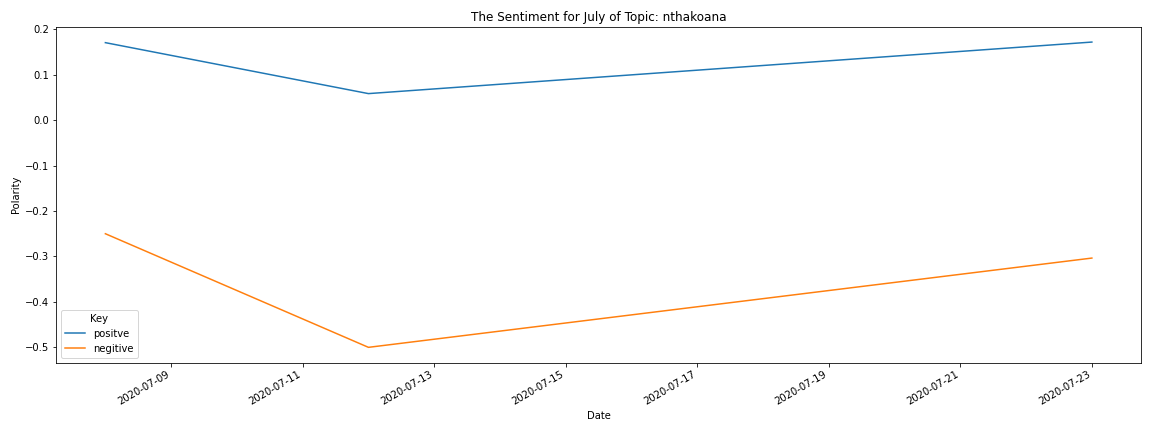 The Sentiment for July of Topic: nthakoana
Polarity
0.2
0.1
0.0
−0.1
−0.2
−0.3
−0.4
−0.5
Key
positve
negitive
2020-07-09
2020-07-11
2020-07-13
2020-07-15
2020-07-17
2020-07-19
2020-07-21
2020-07-23
Date